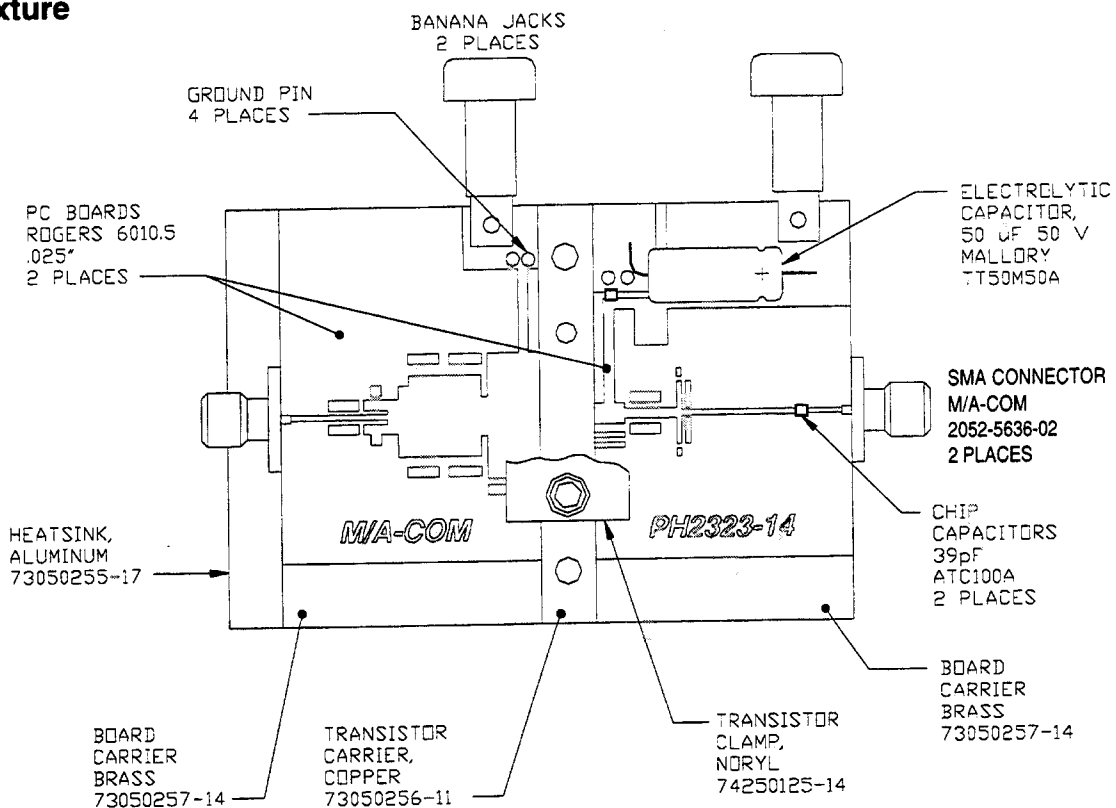 xture
BANANA JACKS
2 PLACES
GROUND PIN
4 PLACES
PC BOARDS
ROGERS 6010.5
.025"
2 PLACES
ELECTROLYTIC
CAPACITOR,
50 uF 50 V
MALLORY
TT50M50A
+
SMA CONNECTOR
M/A-COM
2052-5636-02
2 PLACES
M/A-COM
PH2323-14
HEATSINK,
ALUMINUM
73050255-17
CHIP
CAPACITORS
39pF
ATC100A
2 PLACES
BOARD
CARRIER
BRASS
73050257-14
TRANSISTOR
CARRIER,
COPPER
73050256-11
TRANSISTOR
CLAMP,
NORYL
74250125-14
BOARD
CARRIER
BRASS
73050257-14